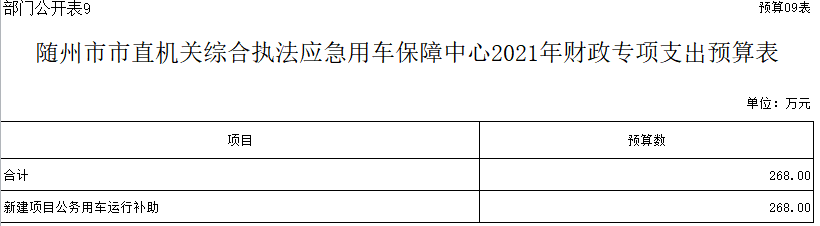 部门公开表9 预算09表
随州市市直机关综合执法应急用车保障中心2021年财政专项支出预算表
单位：万元
项目 预算数
合计 268.00
新建项目公务用车运行补助 268.00